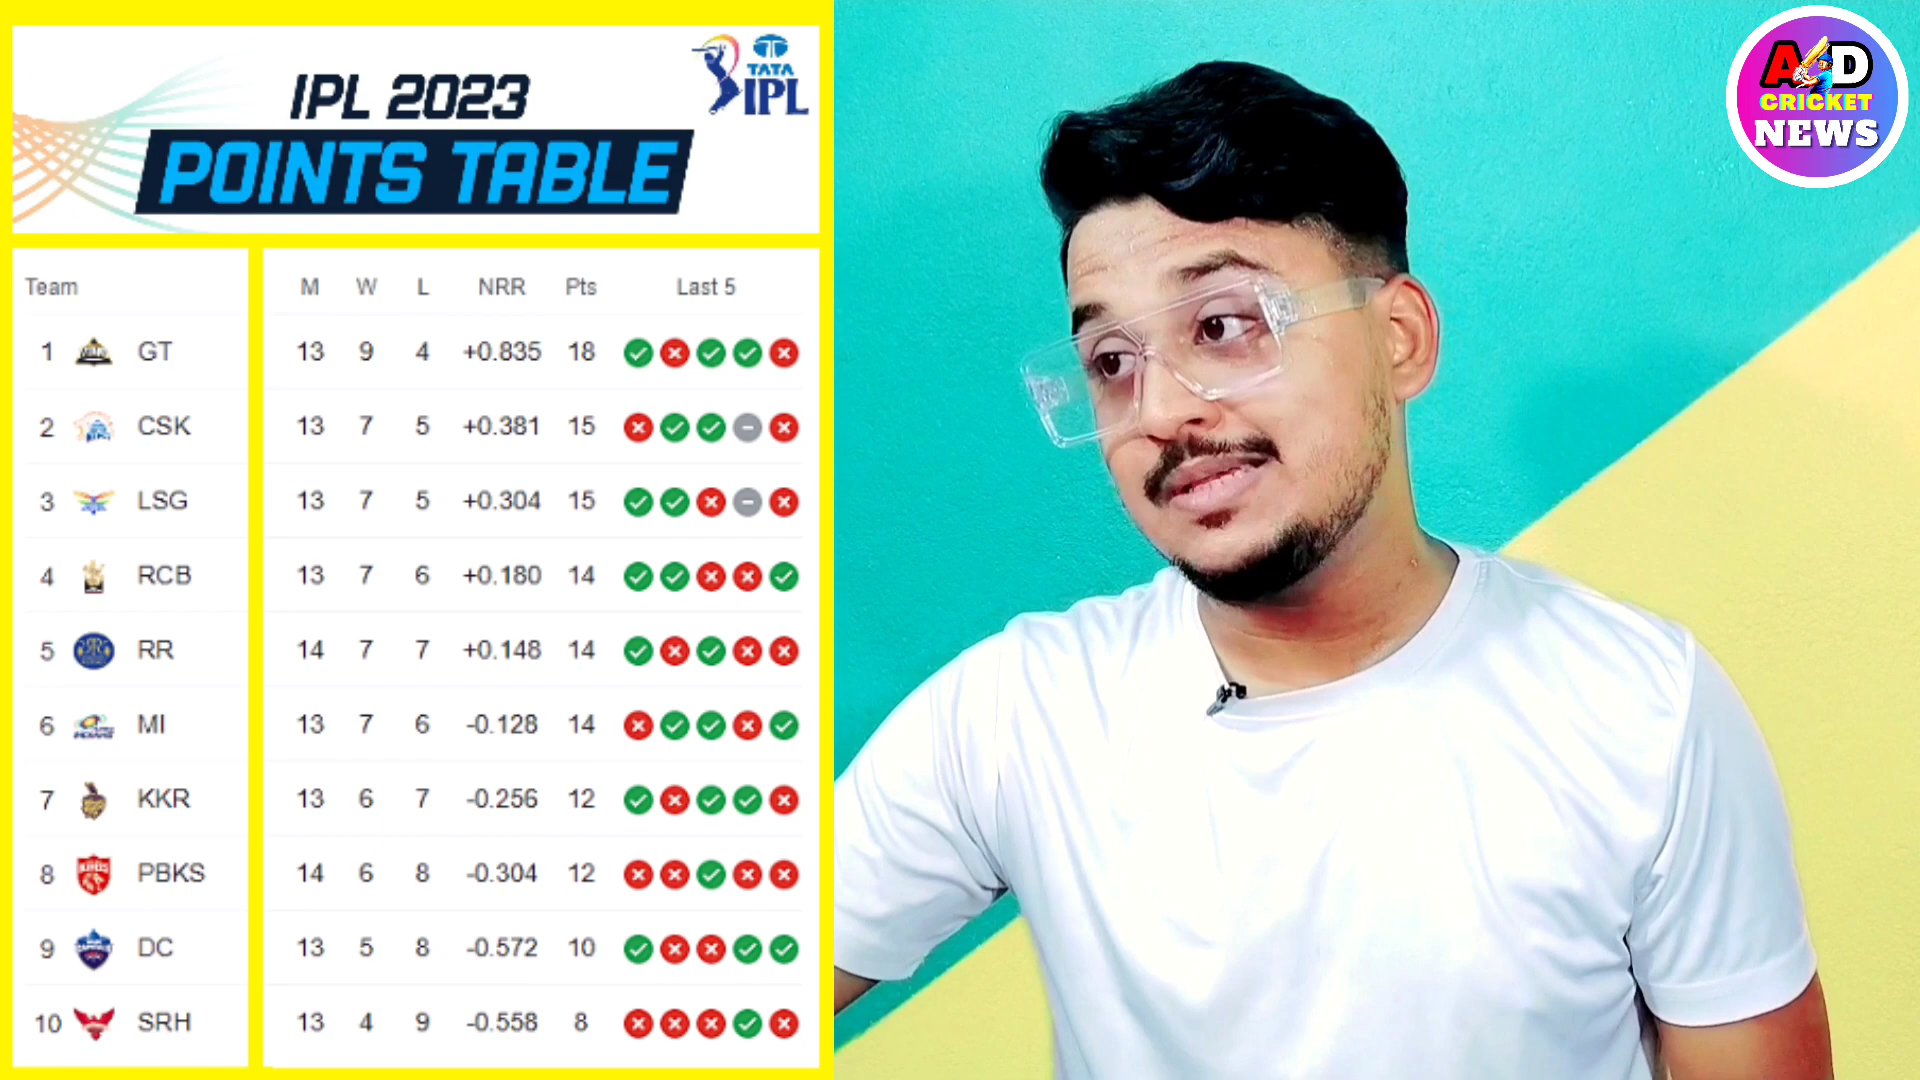 IPL 2023
POINTS TABLE
TATA
IPL
A D
CRICKET
NEWS
Team M W L NRR Pts Last 5
1 GT 13 9 4 +0.835 18
2 CSK 13 7 5 +0.381 15
3 LSG 13 7 5 +0.304 15
4 RCB 13 7 6 +0.180 14
5 RR 14 7 7 +0.148 14
6 MI 13 7 6 -0.128 14
7 KKR 13 6 7 -0.256 12
8 PBKS 14 6 8 -0.304 12
9 DC 13 5 8 -0.572 10
10 SRH 13 4 9 -0.558 8